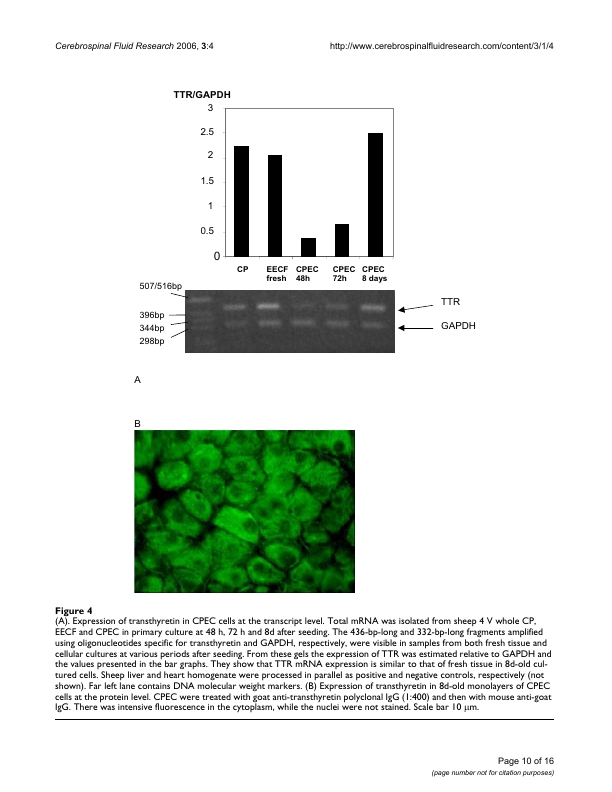 Cerebrospinal Fluid Research 2006, 3:4
http://www.cerebrospinalfluidresearch.com/content/3/1/4
TTR/GAPDH
3
2.5
2
1.5
1
0.5
0
CP
EECF
fresh
CPEC
48h
CPEC
72h
CPEC
8 days
507/516bp
396bp
344bp
298bp
TTR
GAPDH
A
B
Figure 4
(A). Expression of transthyretin in CPEC cells at the transcript level. Total mRNA was isolated from sheep 4 V whole CP,
EECF and CPEC in primary culture at 48 h, 72 h and 8d after seeding. The 436-bp-long and 332-bp-long fragments amplified
using oligonucleotides specific for transthyretin and GAPDH, respectively, were visible in samples from both fresh tissue and
cellular cultures at various periods after seeding. From these gels the expression of TTR was estimated relative to GAPDH and
the values presented in the bar graphs. They show that TTR mRNA expression is similar to that of fresh tissue in 8d-old cul-
tured cells. Sheep liver and heart homogenate were processed in parallel as positive and negative controls, respectively (not
shown). Far left lane contains DNA molecular weight markers. (B) Expression of transthyretin in 8d-old monolayers of CPEC
cells at the protein level. CPEC were treated with goat anti-transthyretin polyclonal IgG (1:400) and then with mouse anti-goat
IgG. There was intensive fluorescence in the cytoplasm, while the nuclei were not stained. Scale bar 10 μm.
Page 10 of 16
(page number not for citation purposes)